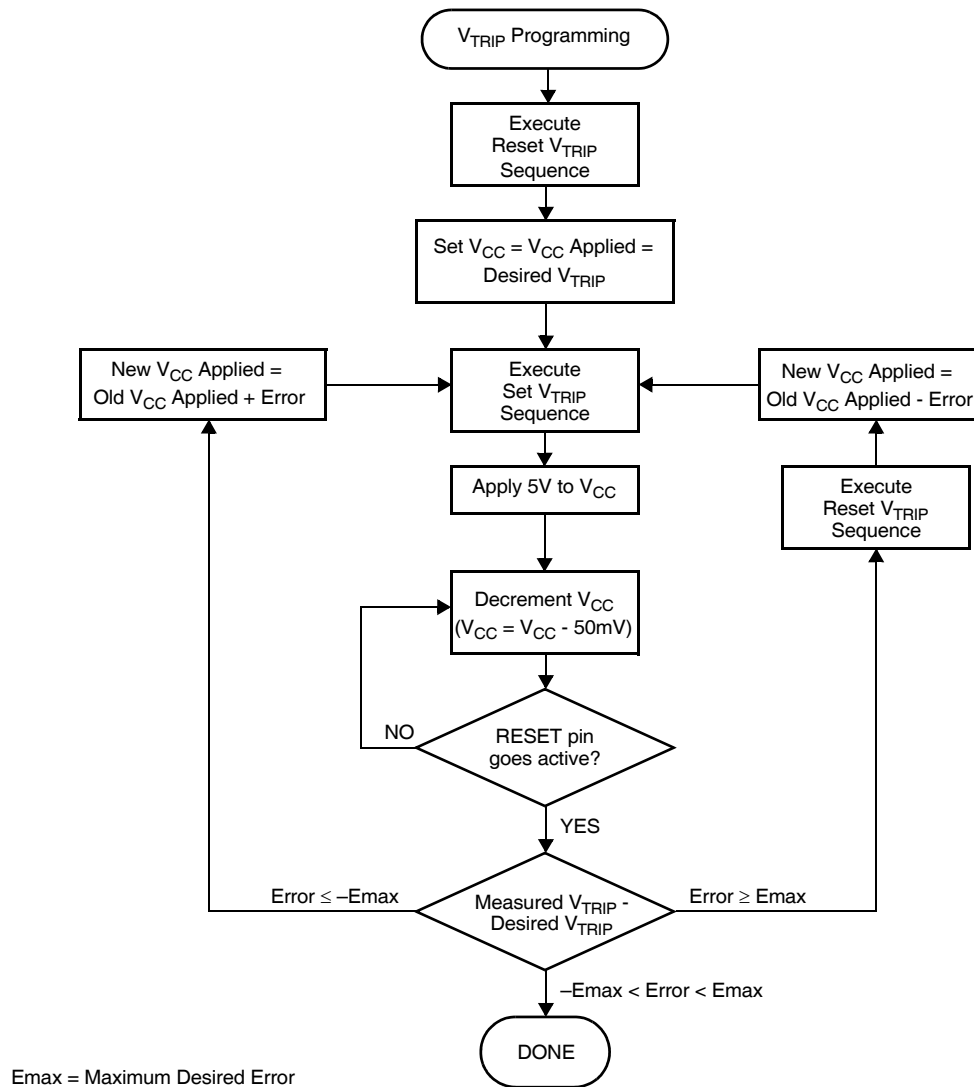 V_TRIP Programming
Execute
Reset V_TRIP
Sequence
Set V_CC = V_CC Applied =
Desired V_TRIP
New V_CC Applied =
Old V_CC Applied + Error
Execute
Set V_TRIP
Sequence
New V_CC Applied =
Old V_CC Applied - Error
Apply 5V to V_CC
Execute
Reset V_TRIP
Sequence
Decrement V_CC
(V_CC = V_CC - 50mV)
NO
RESET pin
goes active?
YES
Error ≤ –Emax
Measured V_TRIP -
Desired V_TRIP
Error ≥ Emax
–Emax < Error < Emax
DONE
Emax = Maximum Desired Error